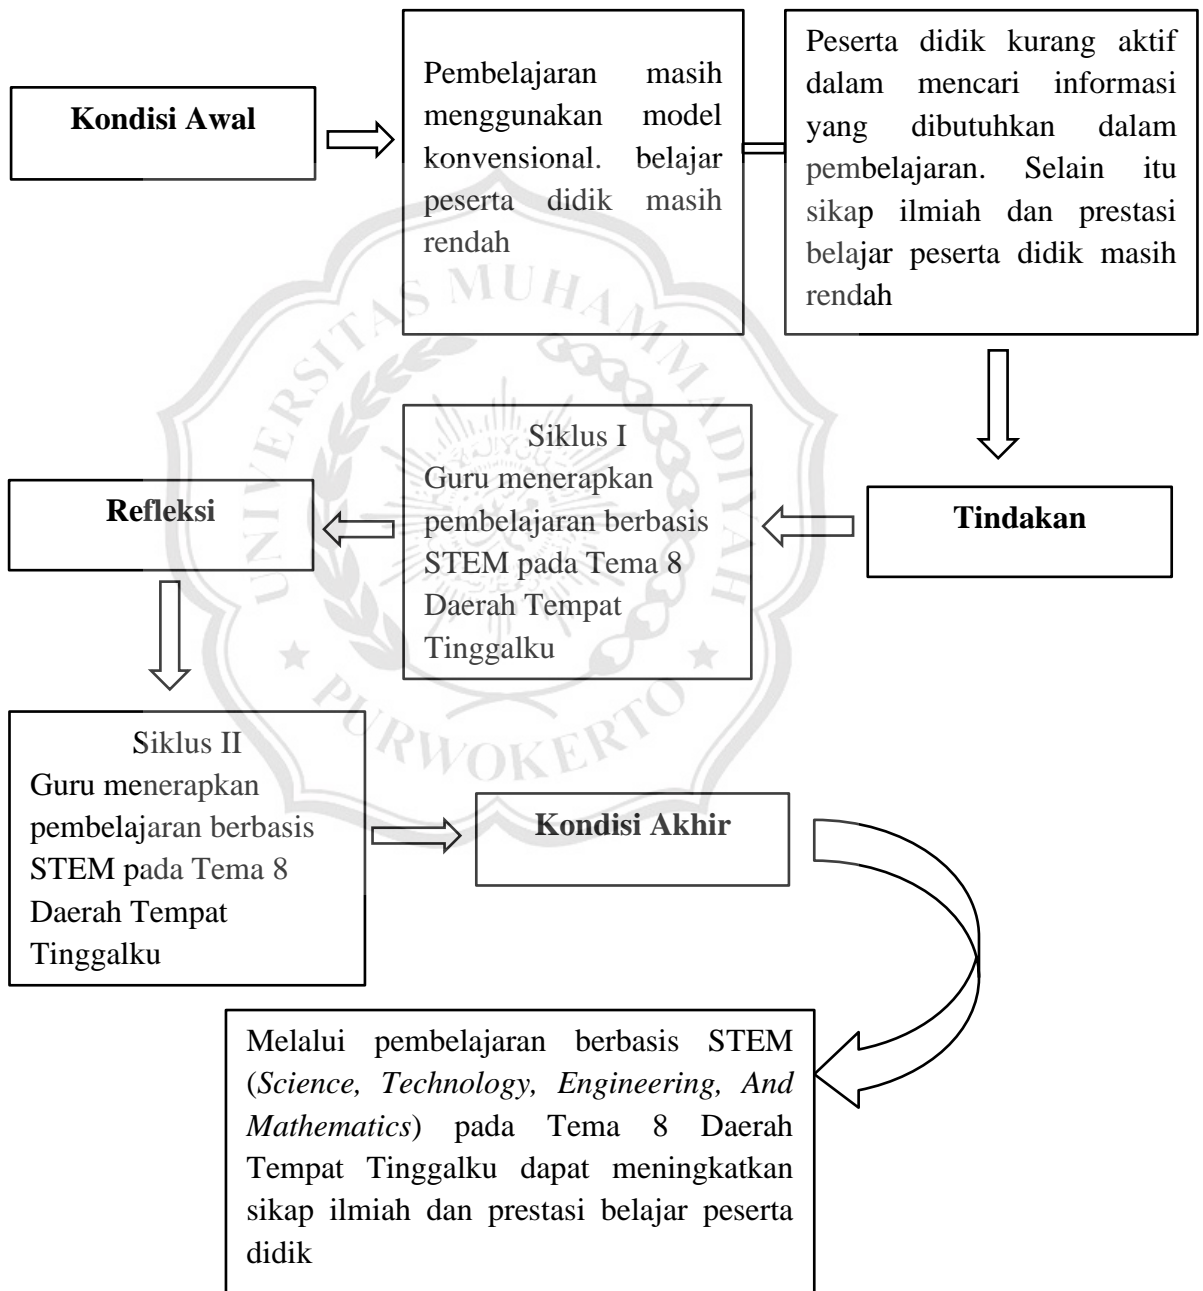 Kondisi Awal
Pembelajaran masih
menggunakan model
konvensional. belajar
peserta didik masih
rendah
Peserta didik kurang aktif
dalam mencari informasi
yang dibutuhkan dalam
pembelajaran. Selain itu
sikap ilmiah dan prestasi
belajar peserta didik masih
rendah
Tindakan
Siklus I
Guru menerapkan
pembelajaran berbasis
STEM pada Tema 8
Daerah Tempat
Tinggalku
Refleksi
Siklus II
Guru menerapkan
pembelajaran berbasis
STEM pada Tema 8
Daerah Tempat
Tinggalku
Kondisi Akhir
Melalui pembelajaran berbasis STEM
(Science, Technology, Engineering, And
Mathematics) pada Tema 8 Daerah
Tempat Tinggalku dapat meningkatkan
sikap ilmiah dan prestasi belajar peserta
didik
UNIVERSITAS MUHAMMADIYAH
PURWOKERTO